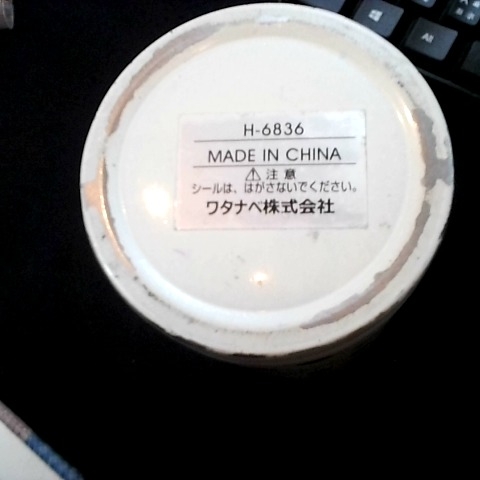 H-6836
MADE IN CHINA
⚠注意
シールは、はがさないでください。
ワタナベ株式会社
Alt